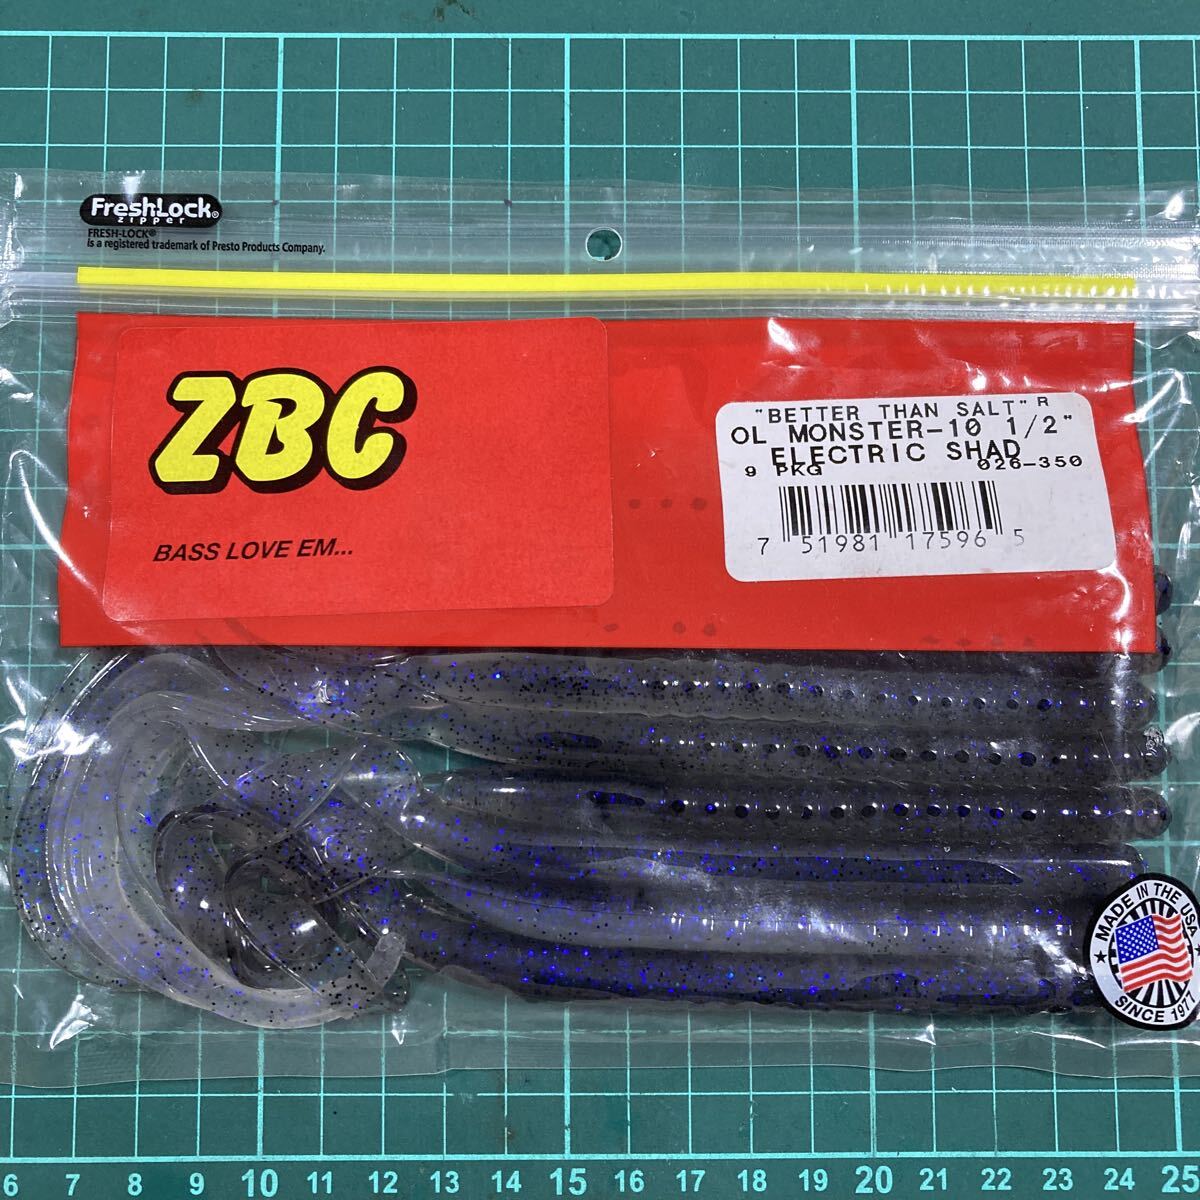 FreshLock®
zipper
FRESH-LOCK®
is a registered trademark of Presto Products Company.
ZBC
BASS LOVE EM...
"BETTER THAN SALT" R
OL MONSTER-10 1/2"
ELECTRIC SHAD
9 PKG 026-350
7 51981 17596 5
MADE IN THE USA
SINCE 1977
6 7 8 9 10 11 12 13 14 15 16 17 18 19 20 21 22 23 24 25